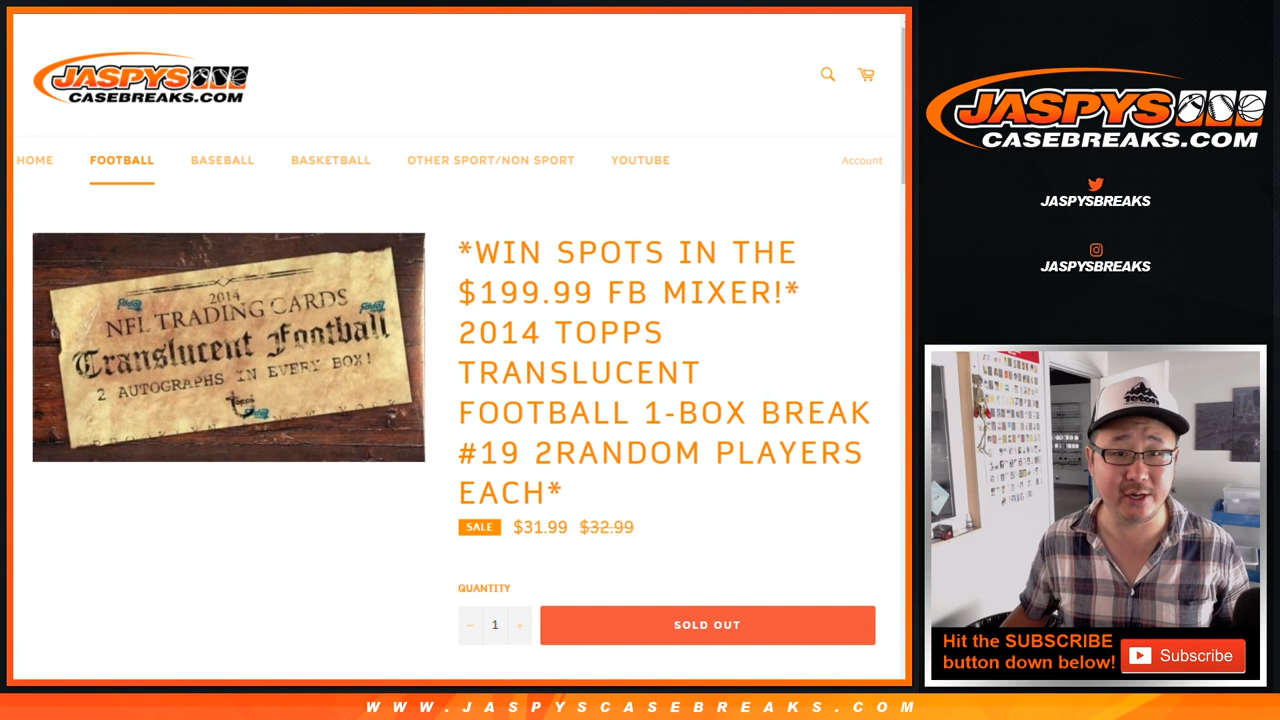 JASPYS
CASEBREAKS.COM
HOME
FOOTBALL
BASEBALL
BASKETBALL
OTHER SPORT/NON SPORT
YOUTUBE
Account
2014
NFL TRADING CARDS
Translucent Football
2 AUTOGRAPHS IN EVERY BOX!
topps
*WIN SPOTS IN THE
$199.99 FB MIXER!*
2014 TOPPS
TRANSLUCENT
FOOTBALL 1-BOX BREAK
#19 2RANDOM PLAYERS
EACH*
SALE
$31.99
$32.99
QUANTITY
− 1 +
SOLD OUT
JASPYS
CASEBREAKS.COM
JASPYSBREAKS
JASPYSBREAKS
Teton
Hit the SUBSCRIBE
button down below!
Subscribe
WWW.JASPYSCASEBREAKS.COM